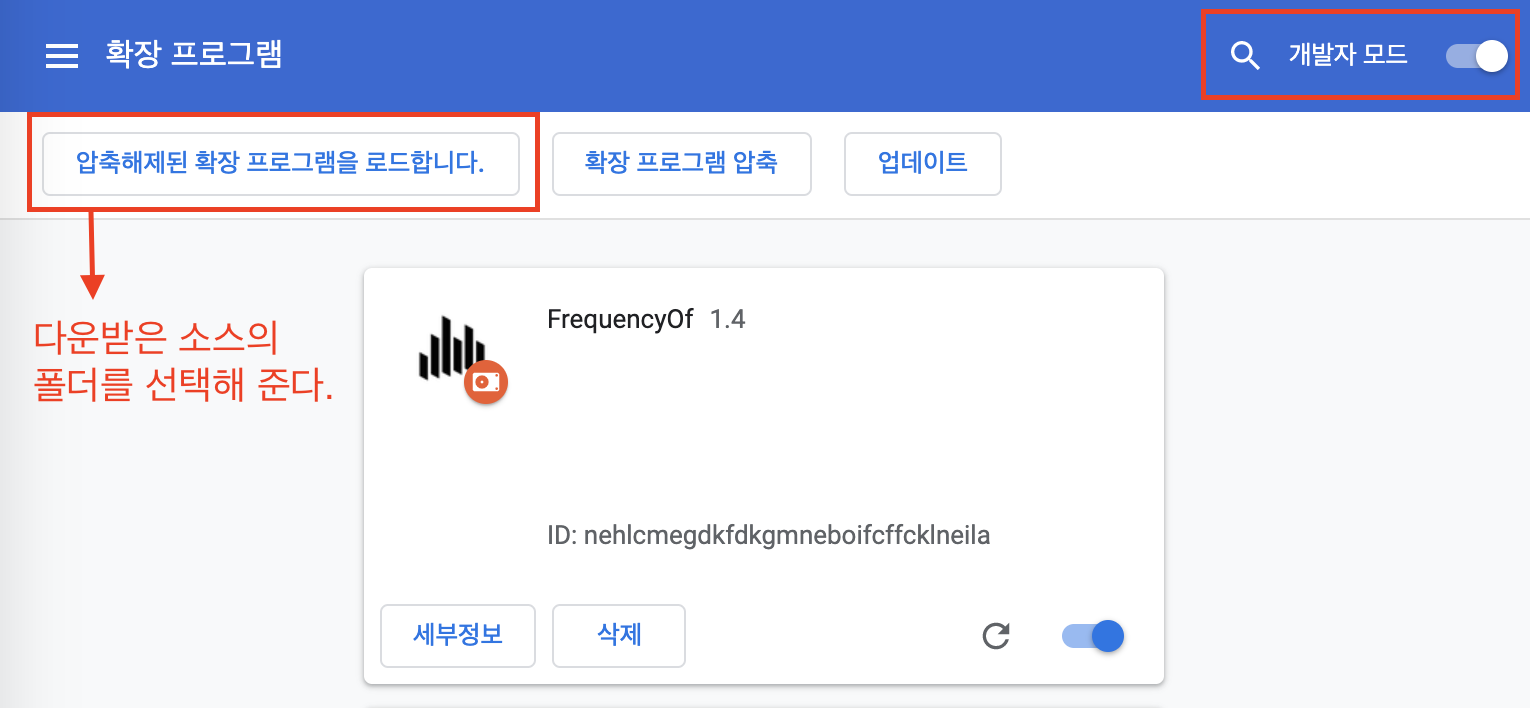 확장 프로그램
개발자 모드
압축해제된 확장 프로그램을 로드합니다.
확장 프로그램 압축
업데이트
다운받은 소스의
폴더를 선택해 준다.
FrequencyOf 1.4
ID: nehlcmegdkfdkgmneboifcffcklneila
세부정보
삭제